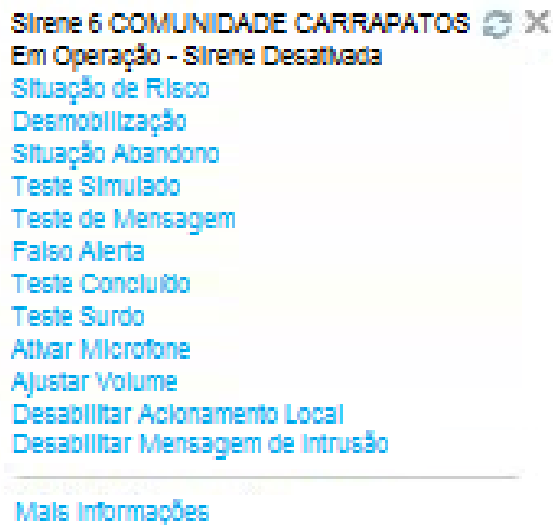 Sirene 6 COMUNIDADE CARRAPATOS
Em Operação - Sirene Desativada
Situação de Risco
Desmobilização
Situação Abandono
Teste Simulado
Teste de Mensagem
Falso Alerta
Teste Concluído
Teste Surdo
Ativar Microfone
Ajustar Volume
Desabilitar Acionamento Local
Desabilitar Mensagem de Intrusão
Mais Informações